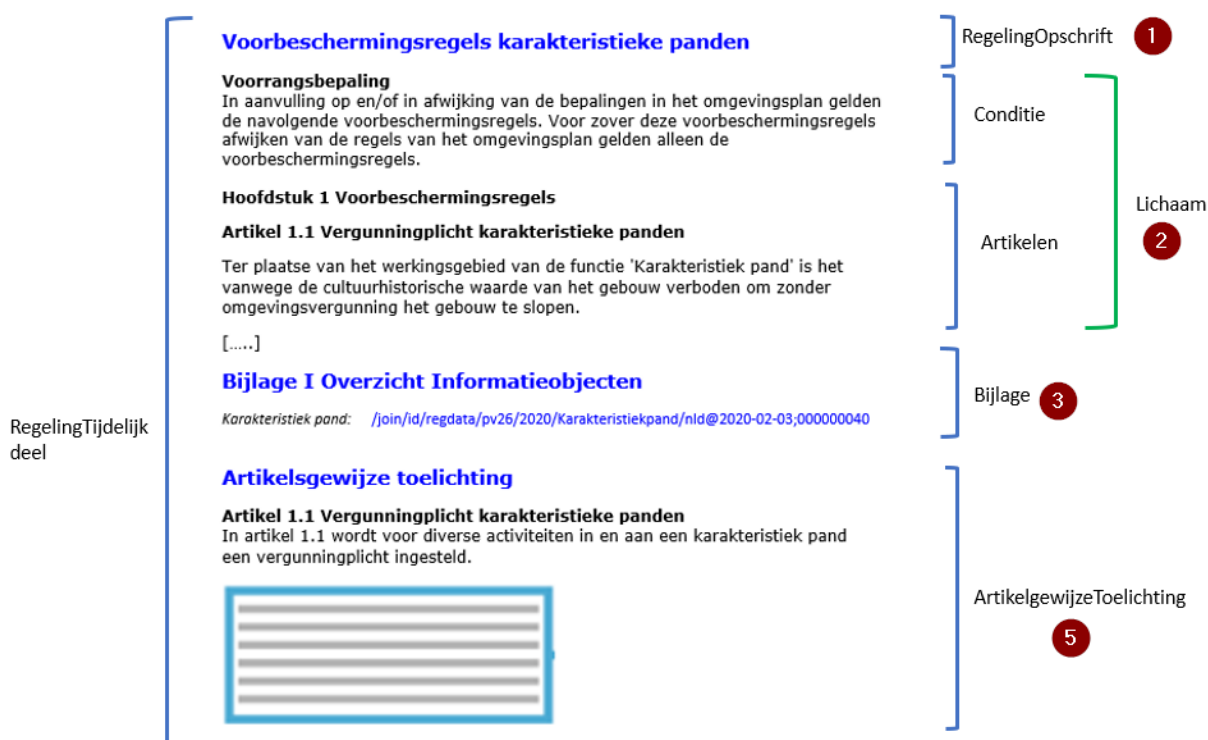 Voorbeschermingsregels karakteristieke panden
RegelingOpschrift 1
Voorrangsbepaling
In aanvulling op en/of in afwijking van de bepalingen in het omgevingsplan gelden
de navolgende voorbeschermingsregels. Voor zover deze voorbeschermingsregels
afwijken van de regels van het omgevingsplan gelden alleen de
voorbeschermingsregels.
Conditie
Hoofdstuk 1 Voorbeschermingsregels
Artikel 1.1 Vergunningplicht karakteristieke panden
Ter plaatse van het werkingsgebied van de functie 'Karakteristiek pand' is het
vanwege de cultuurhistorische waarde van het gebouw verboden om zonder
omgevingsvergunning het gebouw te slopen.
[.....]
Artikelen
Lichaam
2
Bijlage I Overzicht Informatieobjecten
Karakteristiek pand: /join/id/regdata/pv26/2020/Karakteristiekpand/nld@2020-02-03;000000040
Bijlage 3
RegelingTijdelijk
deel
Artikelsgewijze toelichting
Artikel 1.1 Vergunningplicht karakteristieke panden
In artikel 1.1 wordt voor diverse activiteiten in en aan een karakteristiek pand
een vergunningplicht ingesteld.
ArtikelgewijzeToelichting
5